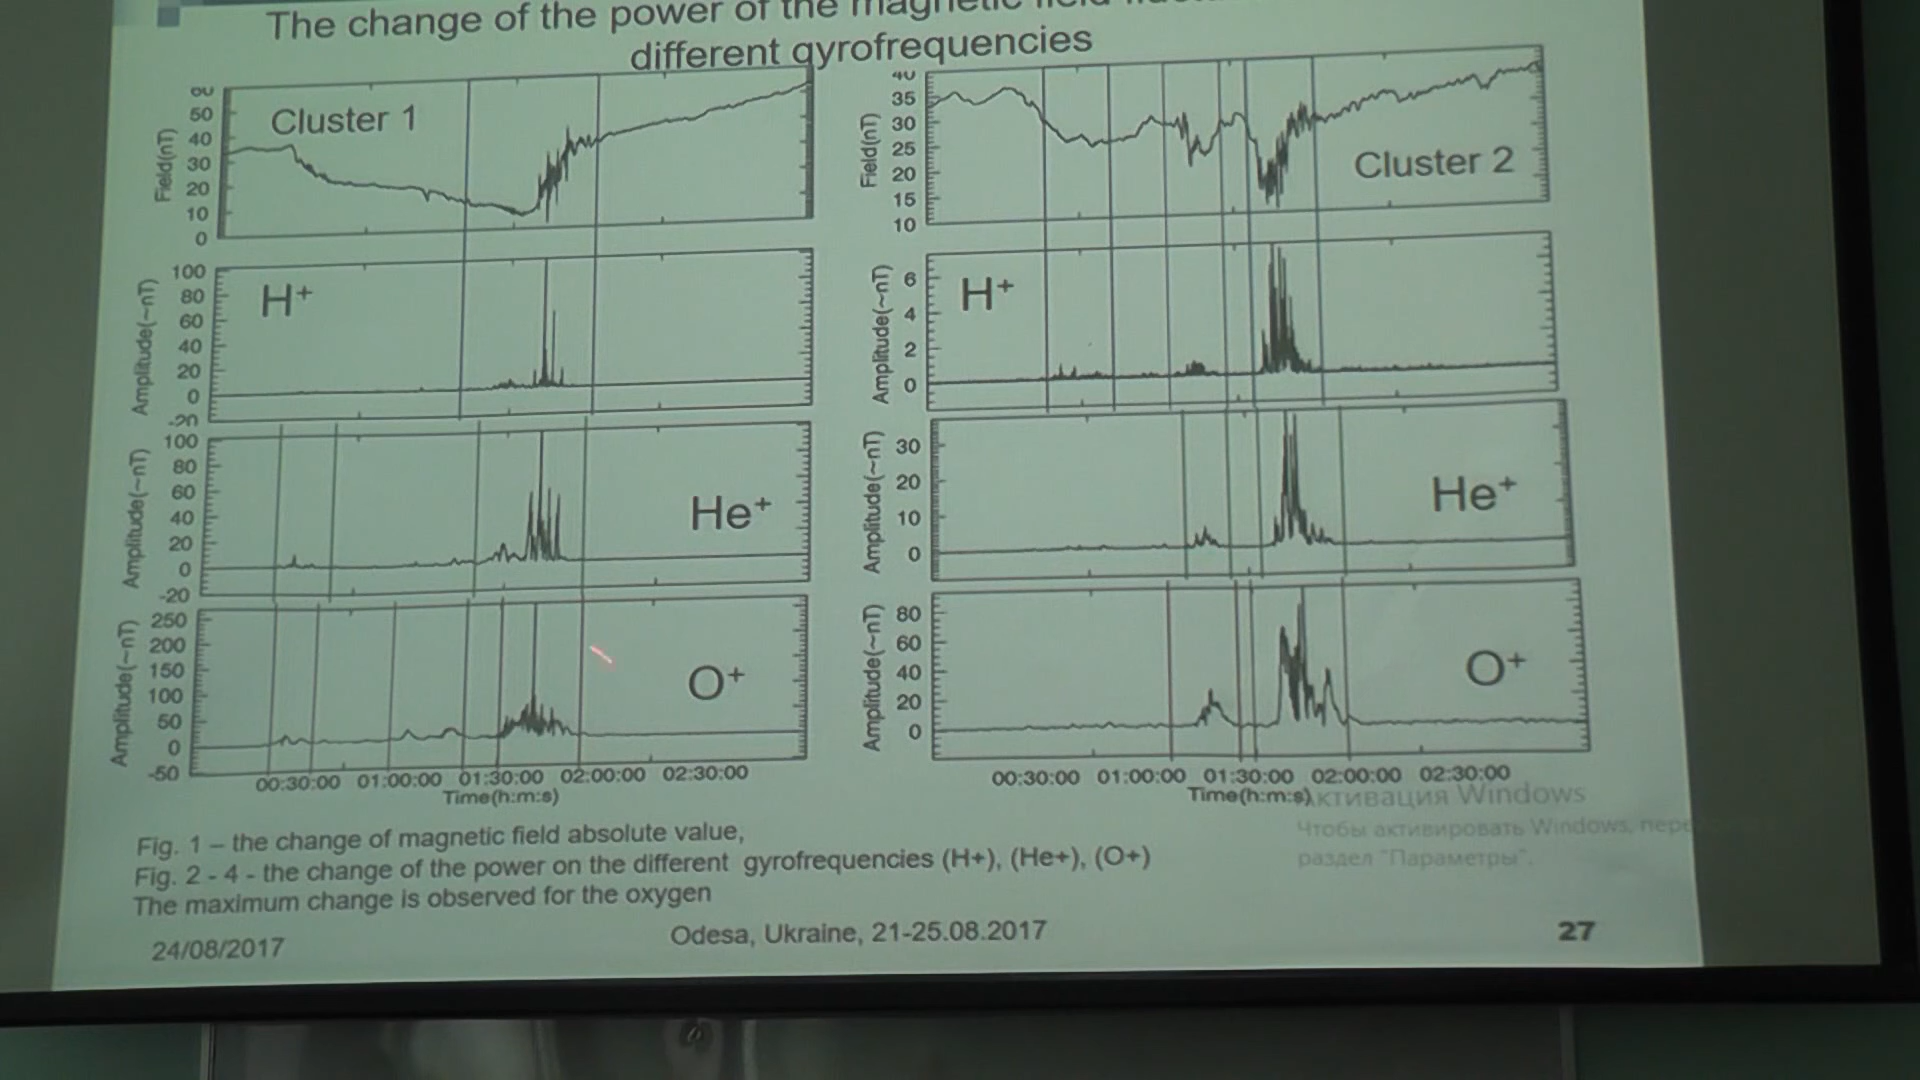 The change of the power of the magnetic field
different gyrofrequencies
60
50
40
30
20
10
0
Field(nT)
Cluster 1
100
80
60
40
20
0
-20
Amplitude(~nT)
H+
100
80
60
40
20
0
-20
Amplitude(~nT)
He+
250
200
150
100
50
0
-50
Amplitude(~nT)
O+
00:30:00 01:00:00 01:30:00 02:00:00 02:30:00
Time(h:m:s)
40
35
30
25
20
15
10
Field(nT)
Cluster 2
6
4
2
0
Amplitude(~nT)
H+
30
20
10
0
Amplitude(~nT)
He+
80
60
40
20
0
Amplitude(~nT)
O+
00:30:00 01:00:00 01:30:00 02:00:00 02:30:00
Time(h:m:s)
Активация Windows
Чтобы активировать Windows,
раздел "Параметры".
Fig. 1 – the change of magnetic field absolute value,
Fig. 2 - 4 - the change of the power on the different gyrofrequencies (H+), (He+), (O+)
The maximum change is observed for the oxygen
24/08/2017
Odesa, Ukraine, 21-25.08.2017
27